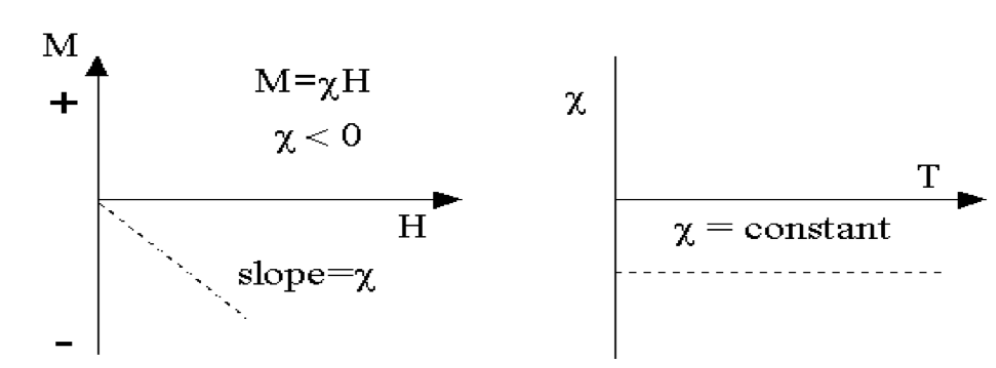 M
+
M=χH
χ < 0
H
slope=χ
-
χ
T
χ = constant